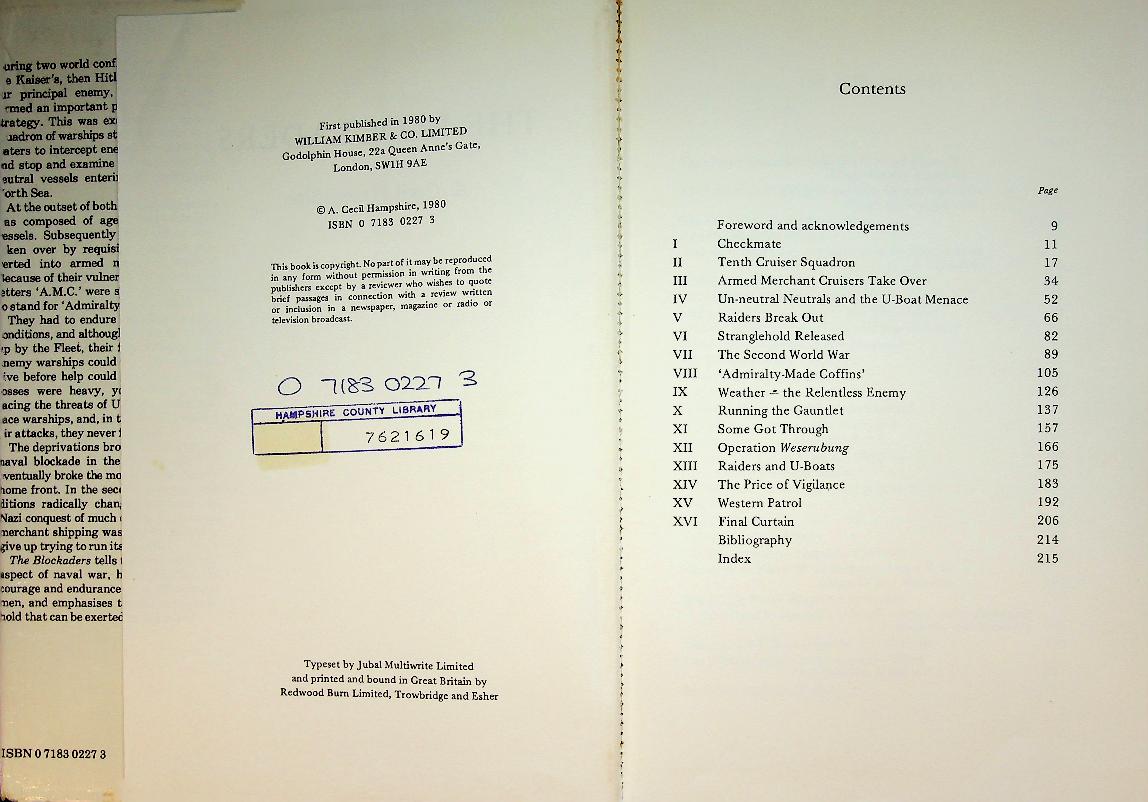 uring two world conf
e Kaiser's, then Hitl
ur principal enemy,
rmed an important p
trategy. This was ex
uadron of warships st
aters to intercept ene
nd stop and examine
eutral vessels enteri
orth Sea.
At the outset of both
as composed of age
essels. Subsequently
ken over by requisi
erted into armed m
because of their vulner
etters 'A.M.C.' were s
o stand for 'Admiralty
They had to endure
onditions, and althoug
p by the Fleet, their
nemy warships could
ive before help could
osses were heavy, y
acing the threats of U
ace warships, and, in t
ir attacks, they never
The deprivations bro
naval blockade in the
ventually broke the mo
home front. In the sec
ditions radically chan
Nazi conquest of much
merchant shipping was
give up trying to run its
The Blockaders tells
aspect of naval war, h
courage and endurance
men, and emphasises t
hold that can be exerted
ISBN 0 7183 0227 3
First published in 1980 by
WILLIAM KIMBER & CO. LIMITED
Godolphin House, 22a Queen Anne's Gate,
London, SW1H 9AE
© A. Cecil Hampshire, 1980
ISBN 0 7183 0227 3
This book is copyright. No part of it may be reproduced
in any form without permission in writing from the
publishers except by a reviewer who wishes to quote
brief passages in connection with a review written
or inclusion in a newspaper, magazine or radio or
television broadcast.
0 7183 0227 3
HAMPSHIRE COUNTY LIBRARY
7621619
Typeset by Jubal Multiwrite Limited
and printed and bound in Great Britain by
Redwood Burn Limited, Trowbridge and Esher
Contents
Page
Foreword and acknowledgements 9
I Checkmate 11
II Tenth Cruiser Squadron 17
III Armed Merchant Cruisers Take Over 34
IV Un-neutral Neutrals and the U-Boat Menace 52
V Raiders Break Out 66
VI Stranglehold Released 82
VII The Second World War 89
VIII 'Admiralty-Made Coffins' 105
IX Weather – the Relentless Enemy 126
X Running the Gauntlet 137
XI Some Got Through 157
XII Operation Weserubung 166
XIII Raiders and U-Boats 175
XIV The Price of Vigilance 183
XV Western Patrol 192
XVI Final Curtain 206
Bibliography 214
Index 215